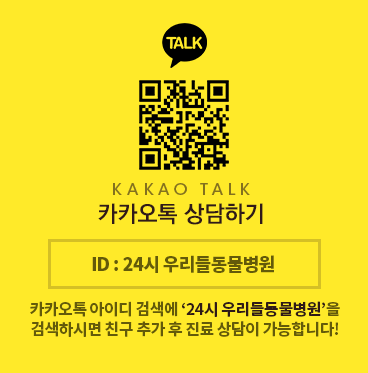 TALK
KAKAO TALK
카카오톡 상담하기
ID : 24시 우리들동물병원
카카오톡 아이디 검색에 ‘24시 우리들동물병원’을
검색하시면 친구 추가 후 진료 상담이 가능합니다!